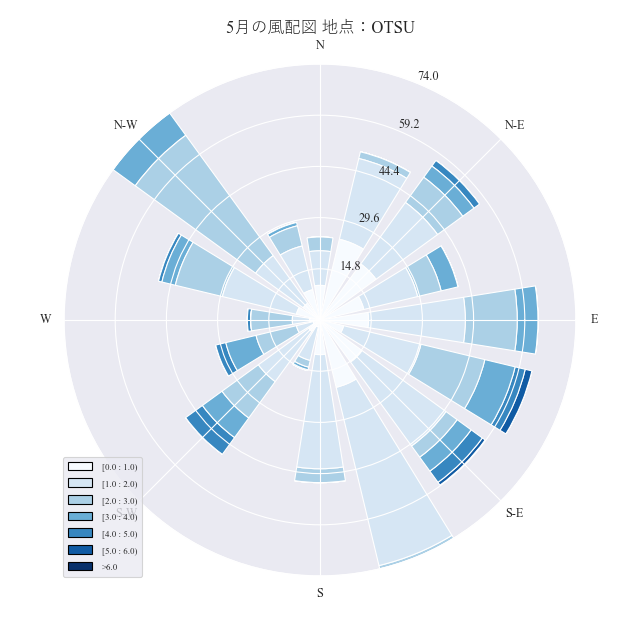 5月の風配図 地点：OTSU
N
74.0
N-W
N-E
59.2
44.4
29.6
14.8
W
E
[0.0 : 1.0)
[1.0 : 2.0)
[2.0 : 3.0)
S-W
[3.0 : 4.0)
S-E
[4.0 : 5.0)
[5.0 : 6.0)
>6.0
S